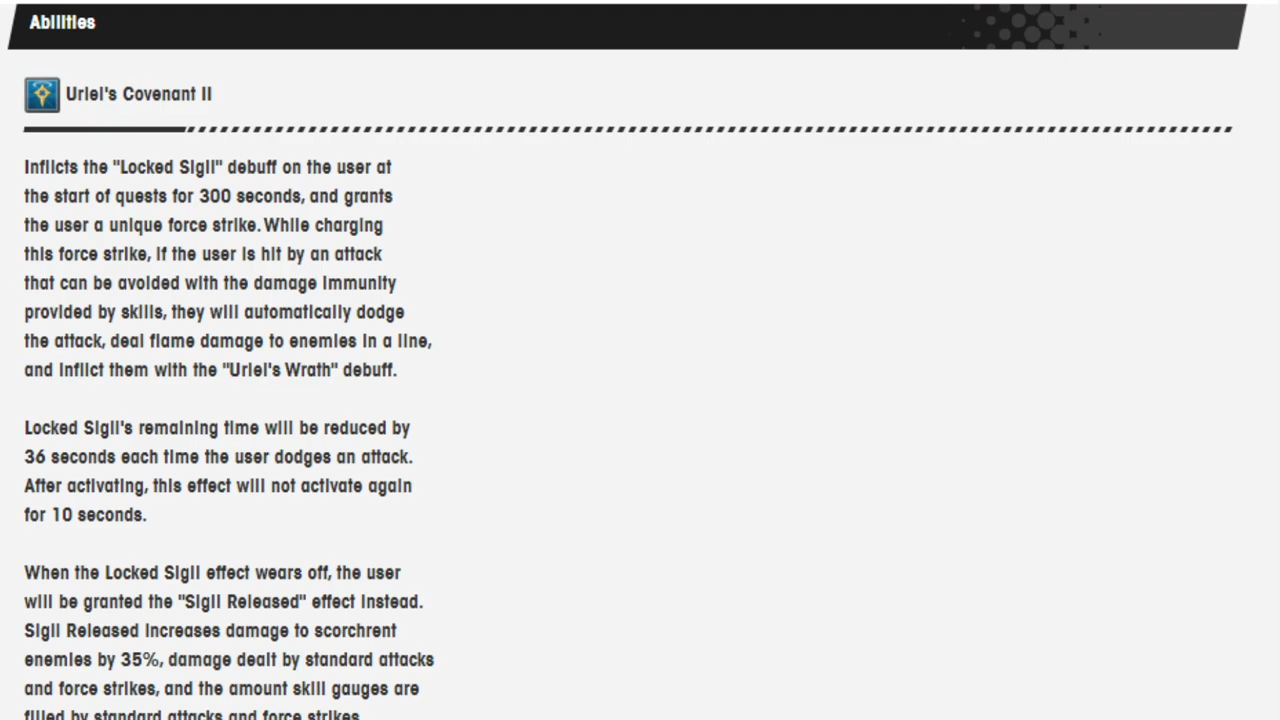 Abilities
Uriel's Covenant II
Inflicts the "Locked Sigil" debuff on the user at
the start of quests for 300 seconds, and grants
the user a unique force strike. While charging
this force strike, if the user is hit by an attack
that can be avoided with the damage immunity
provided by skills, they will automatically dodge
the attack, deal flame damage to enemies in a line,
and inflict them with the "Uriel's Wrath" debuff.
Locked Sigil's remaining time will be reduced by
36 seconds each time the user dodges an attack.
After activating, this effect will not activate again
for 10 seconds.
When the Locked Sigil effect wears off, the user
will be granted the "Sigil Released" effect instead.
Sigil Released increases damage to scorchrent
enemies by 35%, damage dealt by standard attacks
and force strikes, and the amount skill gauges are
filled by standard attacks and force strikes.